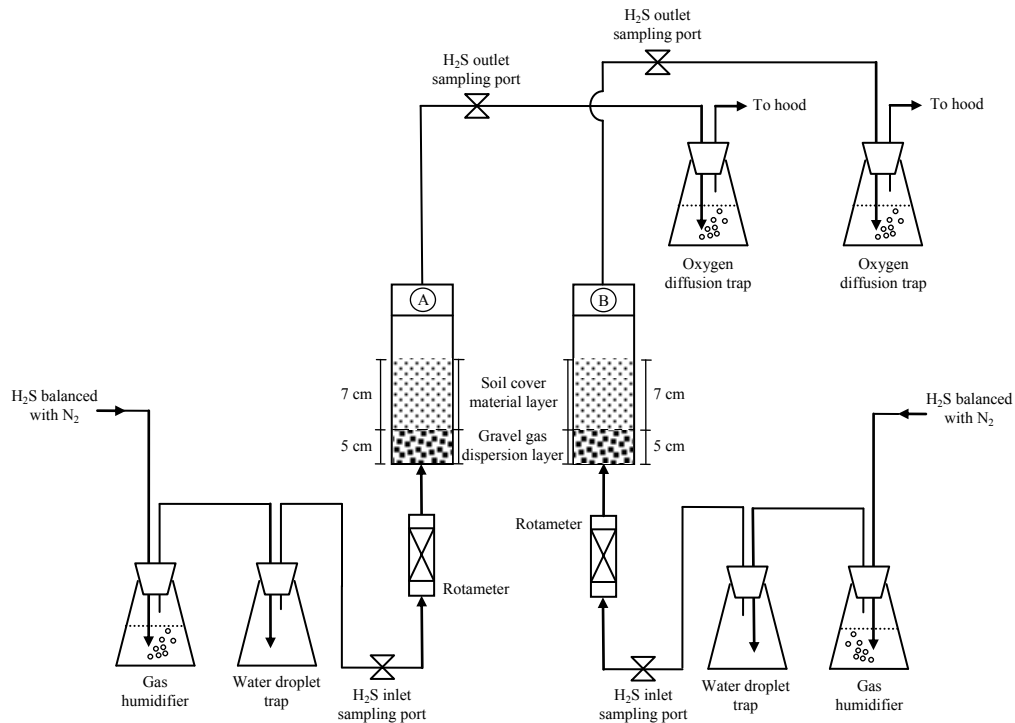 H₂S outlet
sampling port
H₂S outlet
sampling port
To hood
To hood
Oxygen
diffusion trap
Oxygen
diffusion trap
A
B
7 cm
Soil cover
material layer
7 cm
5 cm
Gravel gas
dispersion layer
5 cm
H₂S balanced
with N₂
H₂S balanced
with N₂
Rotameter
Rotameter
Gas
humidifier
Water droplet
trap
H₂S inlet
sampling port
H₂S inlet
sampling port
Water droplet
trap
Gas
humidifier